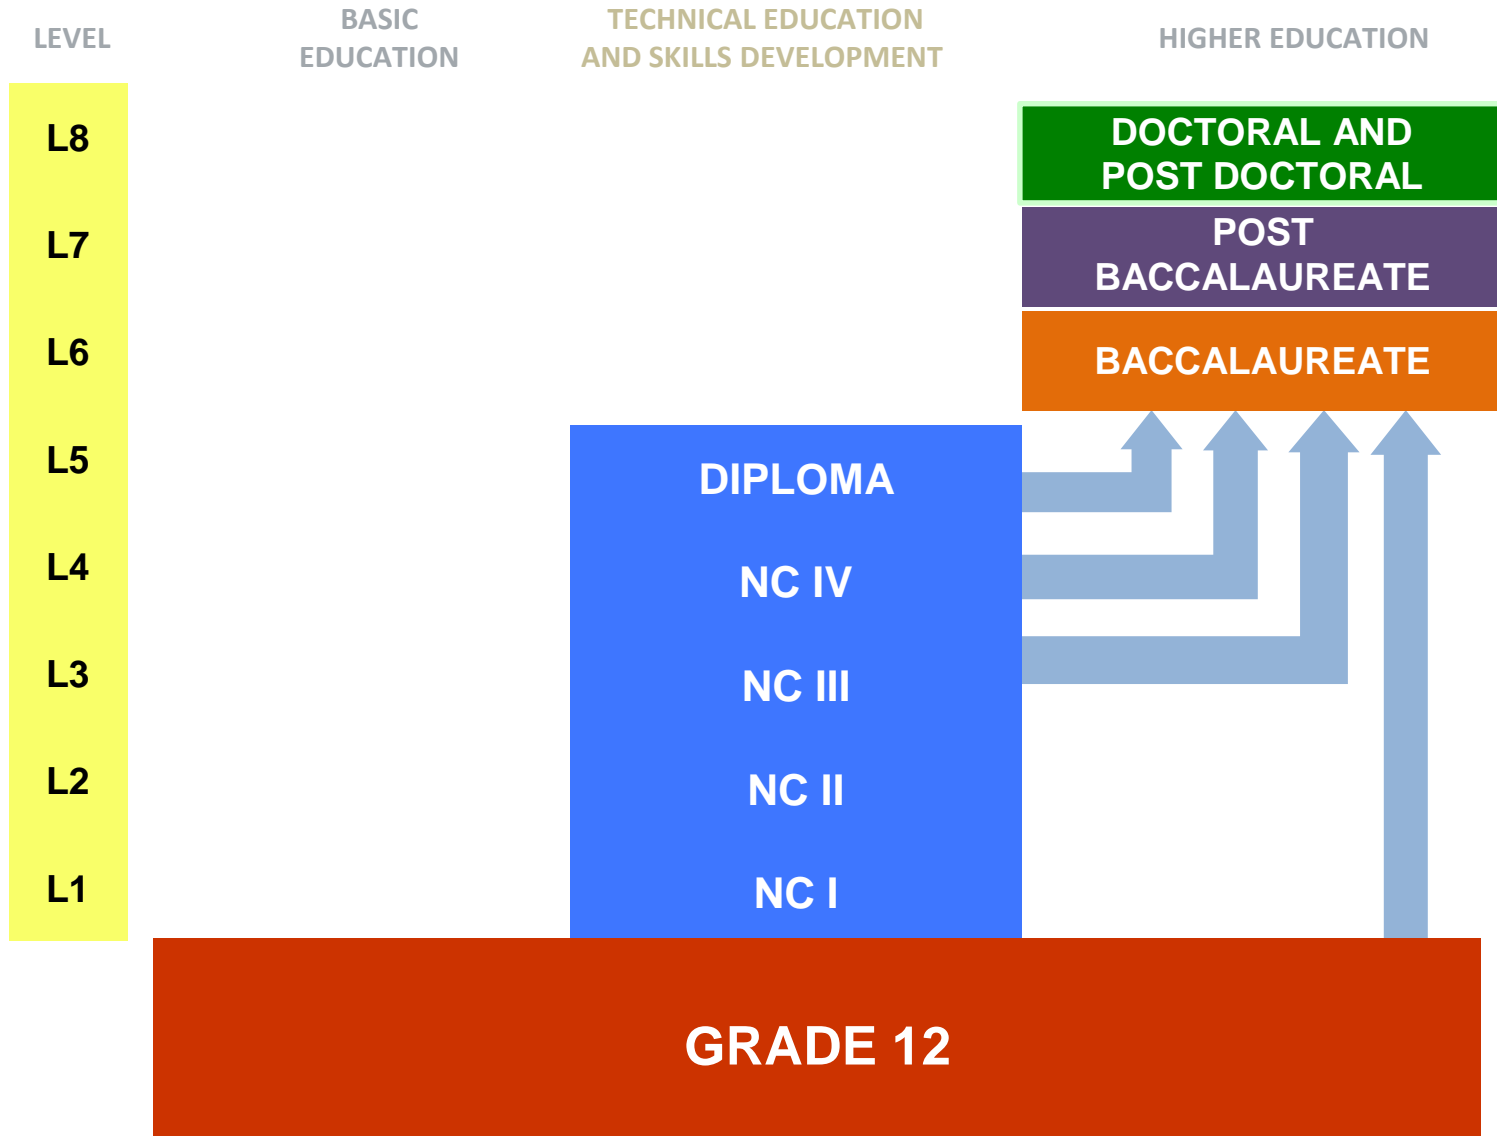 LEVEL
BASIC
EDUCATION
TECHNICAL EDUCATION
AND SKILLS DEVELOPMENT
HIGHER EDUCATION
L8
DOCTORAL AND
POST DOCTORAL
L7
POST
BACCALAUREATE
L6
BACCALAUREATE
L5
DIPLOMA
L4
NC IV
L3
NC III
L2
NC II
L1
NC I
GRADE 12